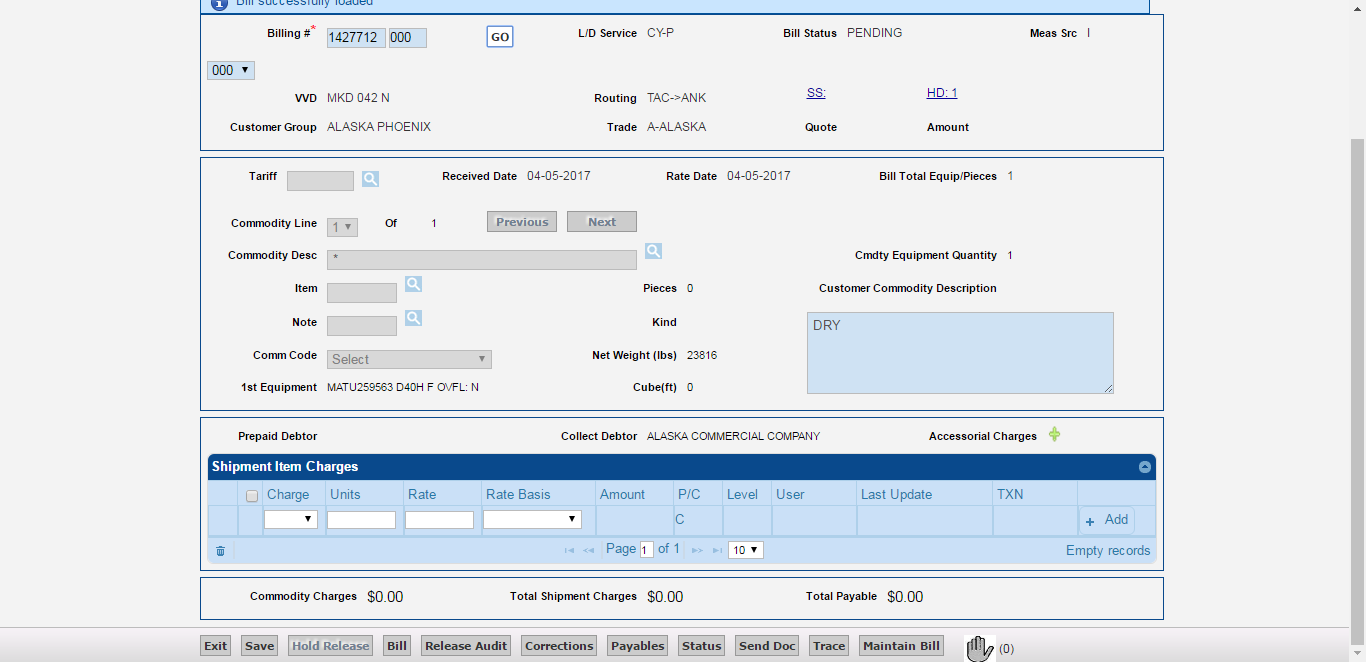 Bill successfully loaded
Billing #* 1427712 000 GO L/D Service CY-P Bill Status PENDING Meas Src I
000
VVD MKD 042 N Routing TAC->ANK SS: HD: 1
Customer Group ALASKA PHOENIX Trade A-ALASKA Quote Amount
Tariff Received Date 04-05-2017 Rate Date 04-05-2017 Bill Total Equip/Pieces 1
Commodity Line 1 Of 1 Previous Next
Commodity Desc * Cmdty Equipment Quantity 1
Item Pieces 0 Customer Commodity Description
Note Kind DRY
Comm Code Select Net Weight (lbs) 23816
1st Equipment MATU259563 D40H F OVFL: N Cube(ft) 0
Prepaid Debtor Collect Debtor ALASKA COMMERCIAL COMPANY Accessorial Charges
Shipment Item Charges
Charge Units Rate Rate Basis Amount P/C Level User Last Update TXN
C + Add
Page 1 of 1 10 Empty records
Commodity Charges $0.00 Total Shipment Charges $0.00 Total Payable $0.00
Exit Save Hold Release Bill Release Audit Corrections Payables Status Send Doc Trace Maintain Bill (0)